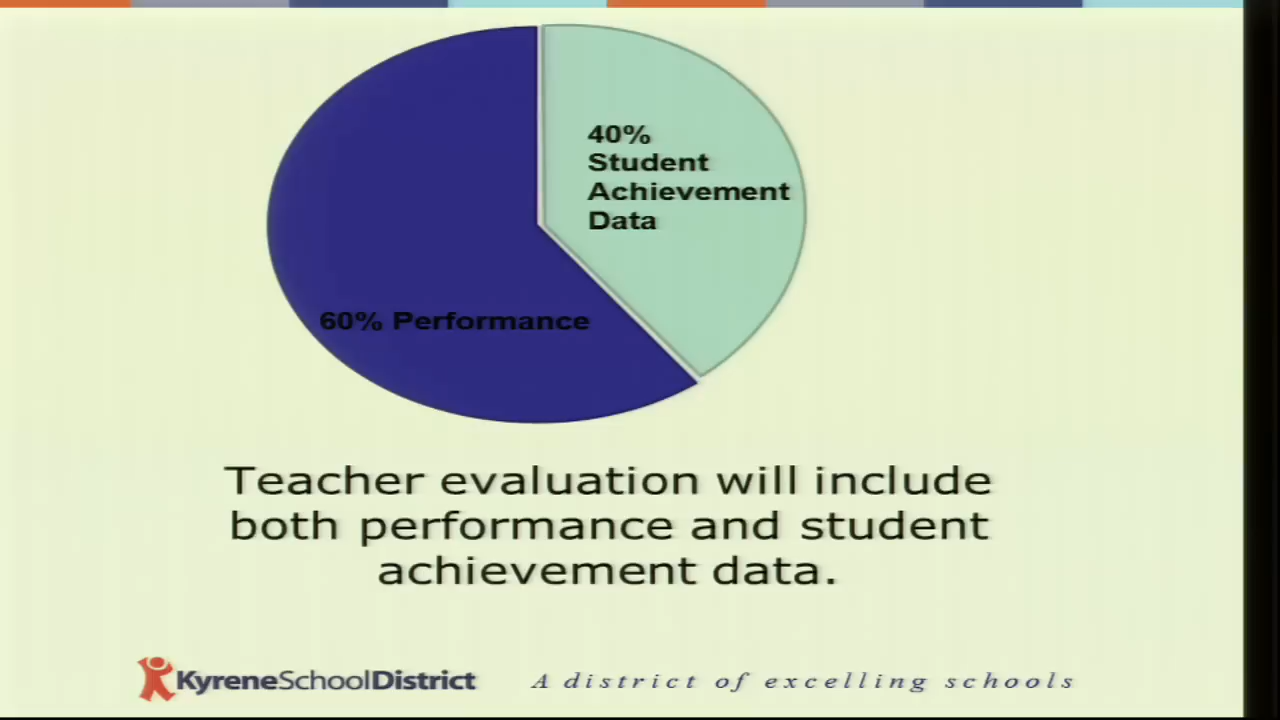 40%
Student
Achievement
Data
60% Performance
Teacher evaluation will include
both performance and student
achievement data.
KyreneSchoolDistrict A district of excelling schools